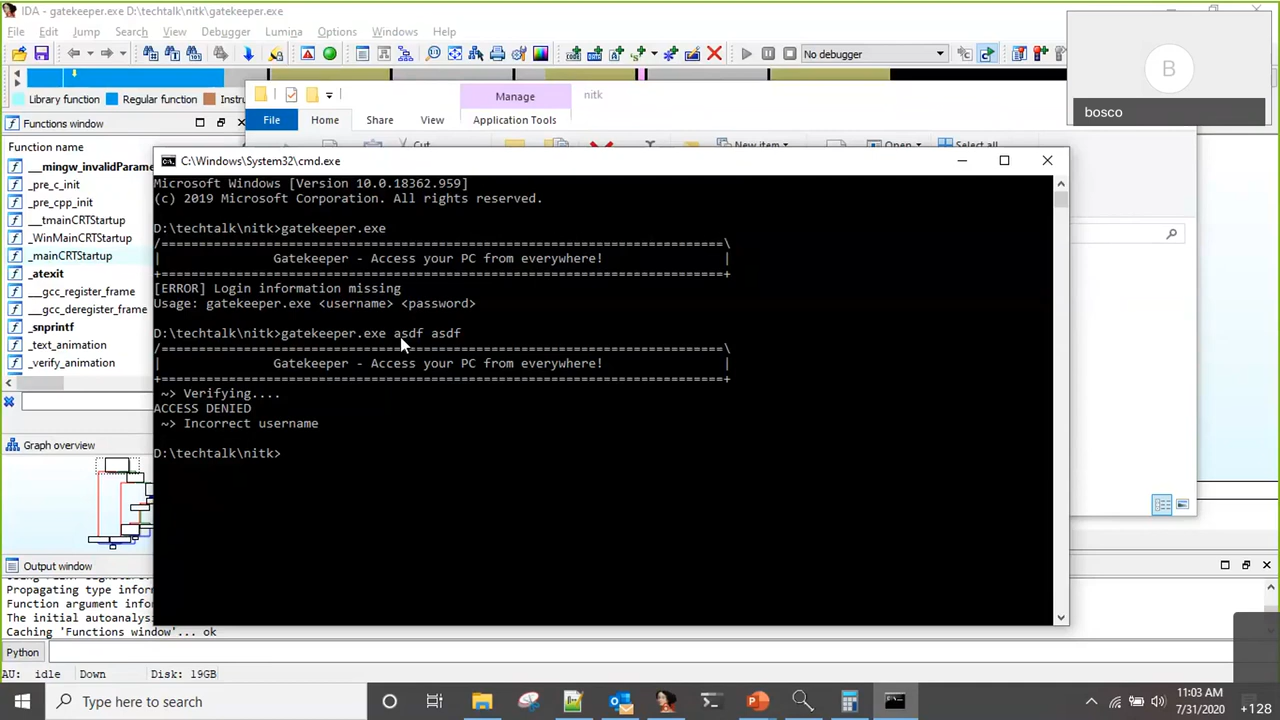 IDA - gatekeeper.exe D:\techtalk\nitk\gatekeeper.exe
File Edit Jump Search View Debugger Lumina Options Windows Help
No debugger
Library function Regular function Instru
Functions window
Function name
___mingw_invalidParame
_pre_c_init
_pre_cpp_init
__tmainCRTStartup
_WinMainCRTStartup
_mainCRTStartup
_atexit
__gcc_register_frame
__gcc_deregister_frame
_snprintf
_text_animation
_verify_animation
Graph overview
Manage
nitk
File Home Share View Application Tools
Cut
New item
Open
Select all
B
bosco
C:\Windows\System32\cmd.exe
Microsoft Windows [Version 10.0.18362.959]
(c) 2019 Microsoft Corporation. All rights reserved.
D:\techtalk\nitk>gatekeeper.exe
/===========================================================================\
| Gatekeeper - Access your PC from everywhere! |
+===========================================================================+
[ERROR] Login information missing
Usage: gatekeeper.exe <username> <password>
D:\techtalk\nitk>gatekeeper.exe asdf asdf
/===========================================================================\
| Gatekeeper - Access your PC from everywhere! |
+===========================================================================+
~> Verifying....
ACCESS DENIED
~> Incorrect username
D:\techtalk\nitk>
Output window
Propagating type infor
Function argument info
The initial autoanalys
Caching 'Functions window'... ok
Python
AU: idle Down Disk: 19GB
Type here to search
11:03 AM
7/31/2020
+128